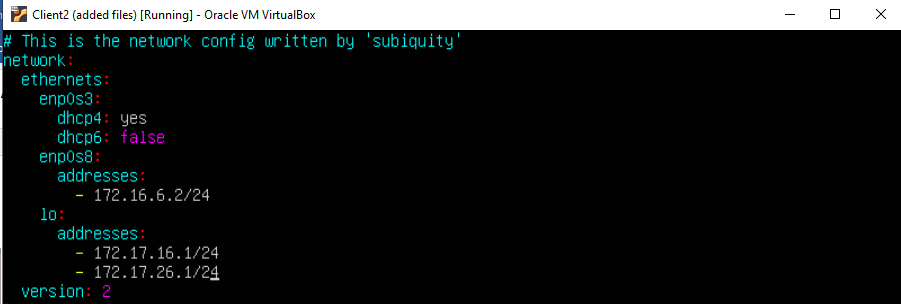 Client2 (added files) [Running] - Oracle VM VirtualBox
# This is the network config written by 'subiquity'
network:
  ethernets:
    enp0s3:
      dhcp4: yes
      dhcp6: false
    enp0s8:
      addresses:
        - 172.16.6.2/24
    lo:
      addresses:
        - 172.17.16.1/24
        - 172.17.26.1/24
  version: 2